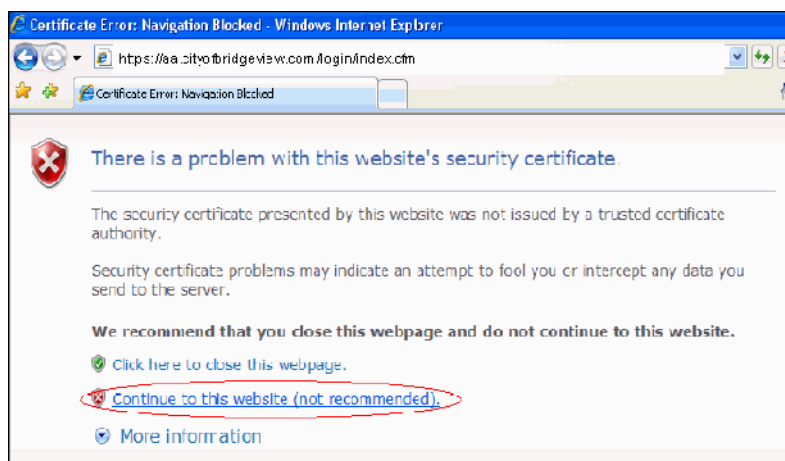 Certificate Error: Navigation Blocked - Windows Internet Explorer
https://aa.cityofbridgeview.com/login/index.cfm
Certificate Error: Navigation Blocked
There is a problem with this website's security certificate.
The security certificate presented by this website was not issued by a trusted certificate
authority.
Security certificate problems may indicate an attempt to fool you or intercept any data you
send to the server.
We recommend that you close this webpage and do not continue to this website.
Click here to close this webpage.
Continue to this website (not recommended).
More information